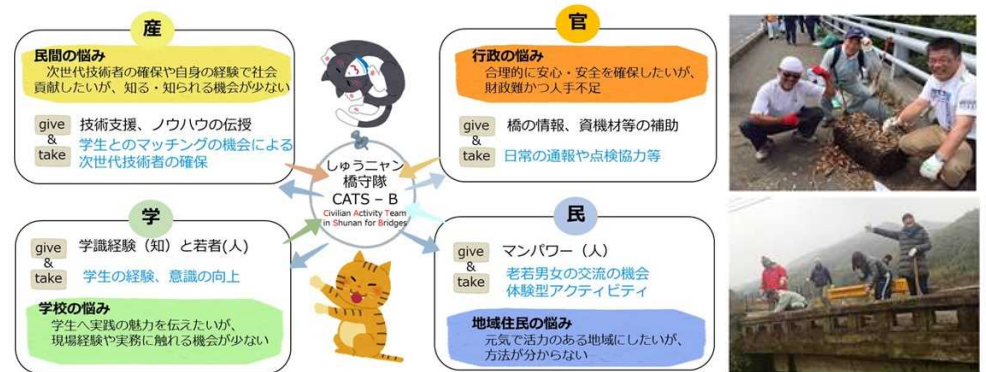 産
民間の悩み
次世代技術者の確保や自身の経験で社会
貢献したいが、知る・知られる機会が少ない
give
&
take
技術支援、ノウハウの伝授
学生とのマッチングの機会による
次世代技術者の確保
官
行政の悩み
合理的に安心・安全を確保したいが、
財政難かつ人手不足
give
&
take
橋の情報、資機材等の補助
日常の通報や点検協力等
しゅうニャン
橋守隊
CATS – B
Civilian Activity Team
in Shunan for Bridges
学
give
&
take
学識経験（知）と若者(人)
学生の経験、意識の向上
学校の悩み
学生へ実践の魅力を伝えたいが、
現場経験や実務に触れる機会が少ない
民
give
&
take
マンパワー（人）
老若男女の交流の機会
体験型アクティビティ
地域住民の悩み
元気で活力のある地域にしたいが、
方法が分からない